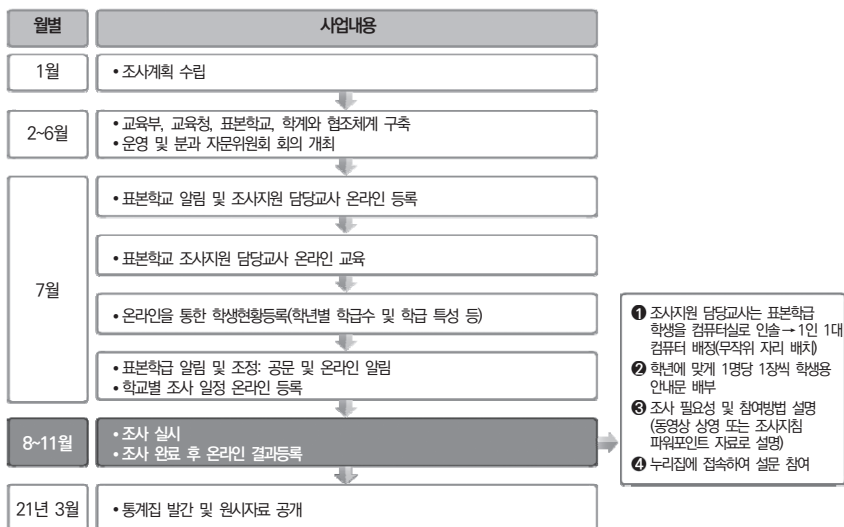 월별 사업내용
1월 • 조사계획 수립
2~6월 • 교육부, 교육청, 표본학교, 학계와 협조체계 구축
• 운영 및 분과 자문위원회 회의 개최
7월 • 표본학교 알림 및 조사지원 담당교사 온라인 등록
• 표본학교 조사지원 담당교사 온라인 교육
• 온라인을 통한 학생현황등록(학년별 학급수 및 학급 특성 등)
• 표본학급 알림 및 조정: 공문 및 온라인 알림
• 학교별 조사 일정 온라인 등록
8~11월 • 조사 실시
• 조사 완료 후 온라인 결과등록
❶ 조사지원 담당교사는 표본학급
학생을 컴퓨터실로 인솔→1인 1대
컴퓨터 배정(무작위 자리 배치)
❷ 학년에 맞게 1명당 1장씩 학생용
안내문 배부
❸ 조사 필요성 및 참여방법 설명
(동영상 상영 또는 조사지침
파워포인트 자료로 설명)
❹ 누리집에 접속하여 설문 참여
21년 3월 • 통계집 발간 및 원시자료 공개